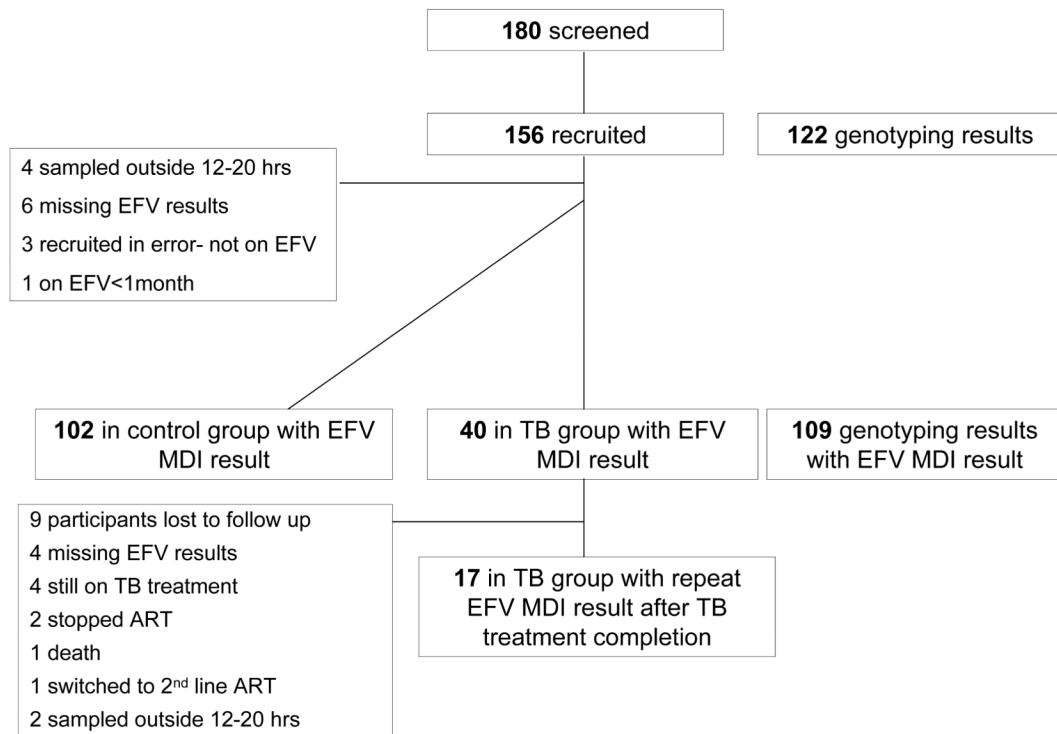 180 screened
156 recruited
122 genotyping results
4 sampled outside 12-20 hrs
6 missing EFV results
3 recruited in error- not on EFV
1 on EFV<1month
102 in control group with EFV
MDI result
40 in TB group with EFV
MDI result
109 genotyping results
with EFV MDI result
9 participants lost to follow up
4 missing EFV results
4 still on TB treatment
2 stopped ART
1 death
1 switched to 2nd line ART
2 sampled outside 12-20 hrs
17 in TB group with repeat
EFV MDI result after TB
treatment completion